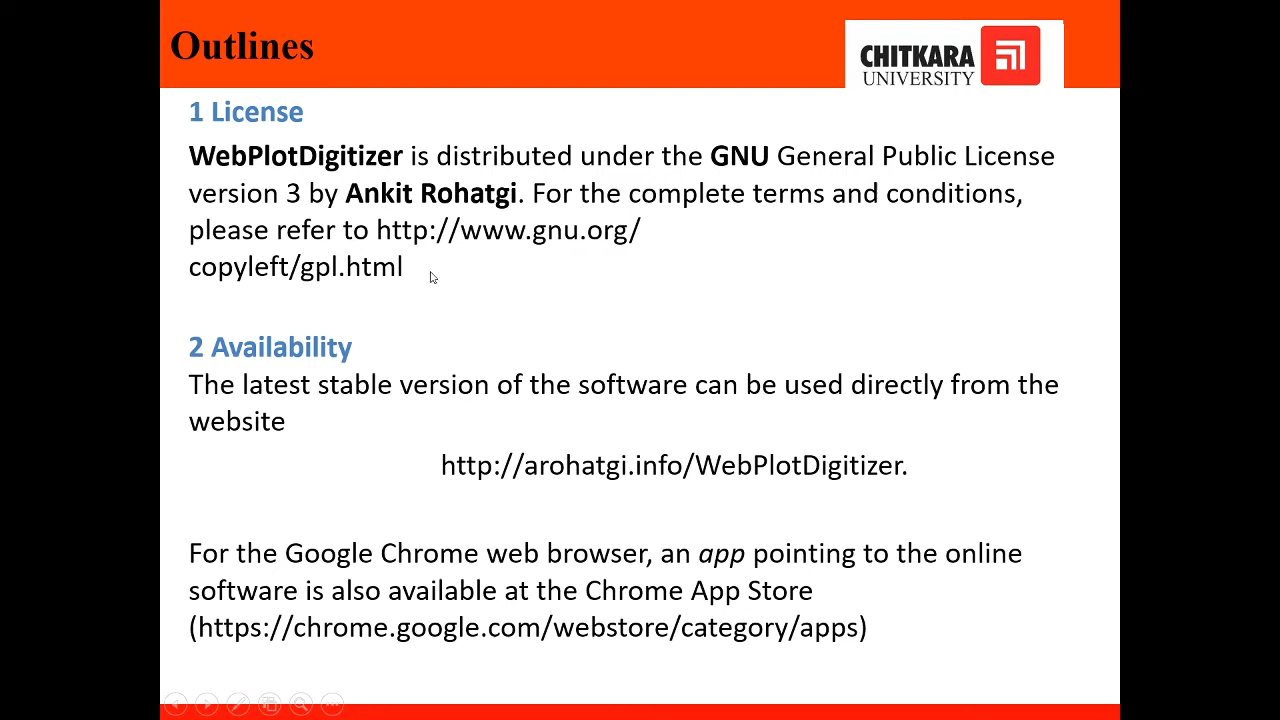 Outlines
CHITKARA
UNIVERSITY
1 License
WebPlotDigitizer is distributed under the GNU General Public License
version 3 by Ankit Rohatgi. For the complete terms and conditions,
please refer to http://www.gnu.org/
copyleft/gpl.html
2 Availability
The latest stable version of the software can be used directly from the
website
http://arohatgi.info/WebPlotDigitizer.
For the Google Chrome web browser, an app pointing to the online
software is also available at the Chrome App Store
(https://chrome.google.com/webstore/category/apps)